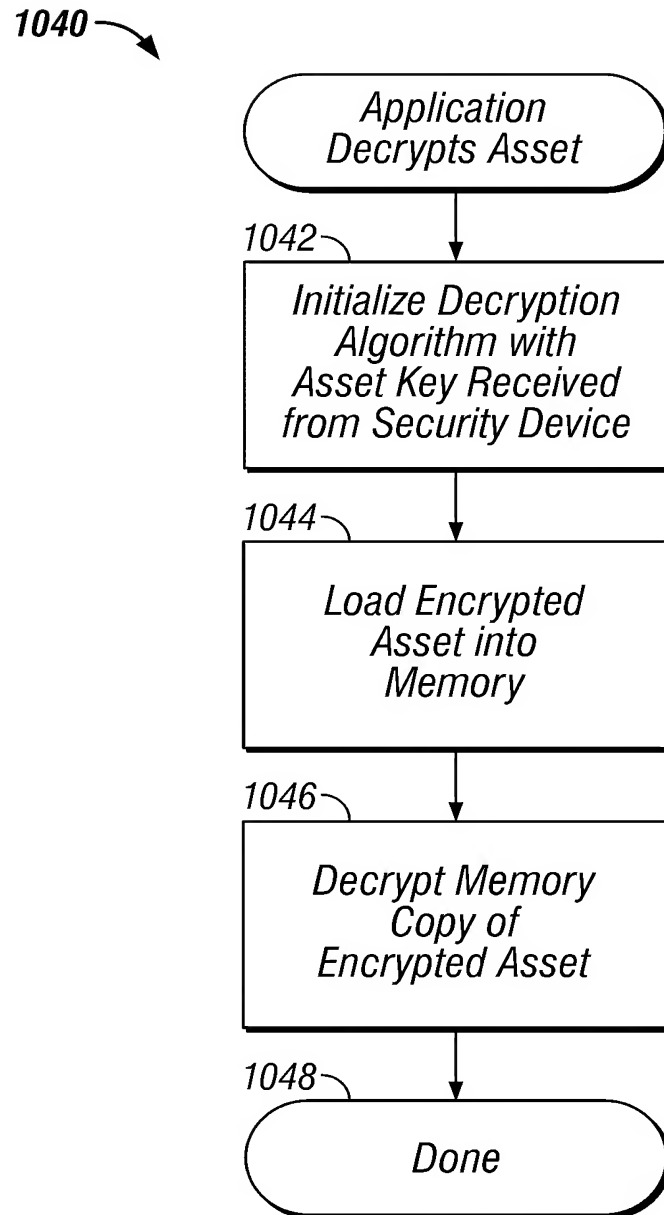 1040
Application
Decrypts Asset
1042
Initialize Decryption
Algorithm with
Asset Key Received
from Security Device
1044
Load Encrypted
Asset into
Memory
1046
Decrypt Memory
Copy of
Encrypted Asset
1048
Done